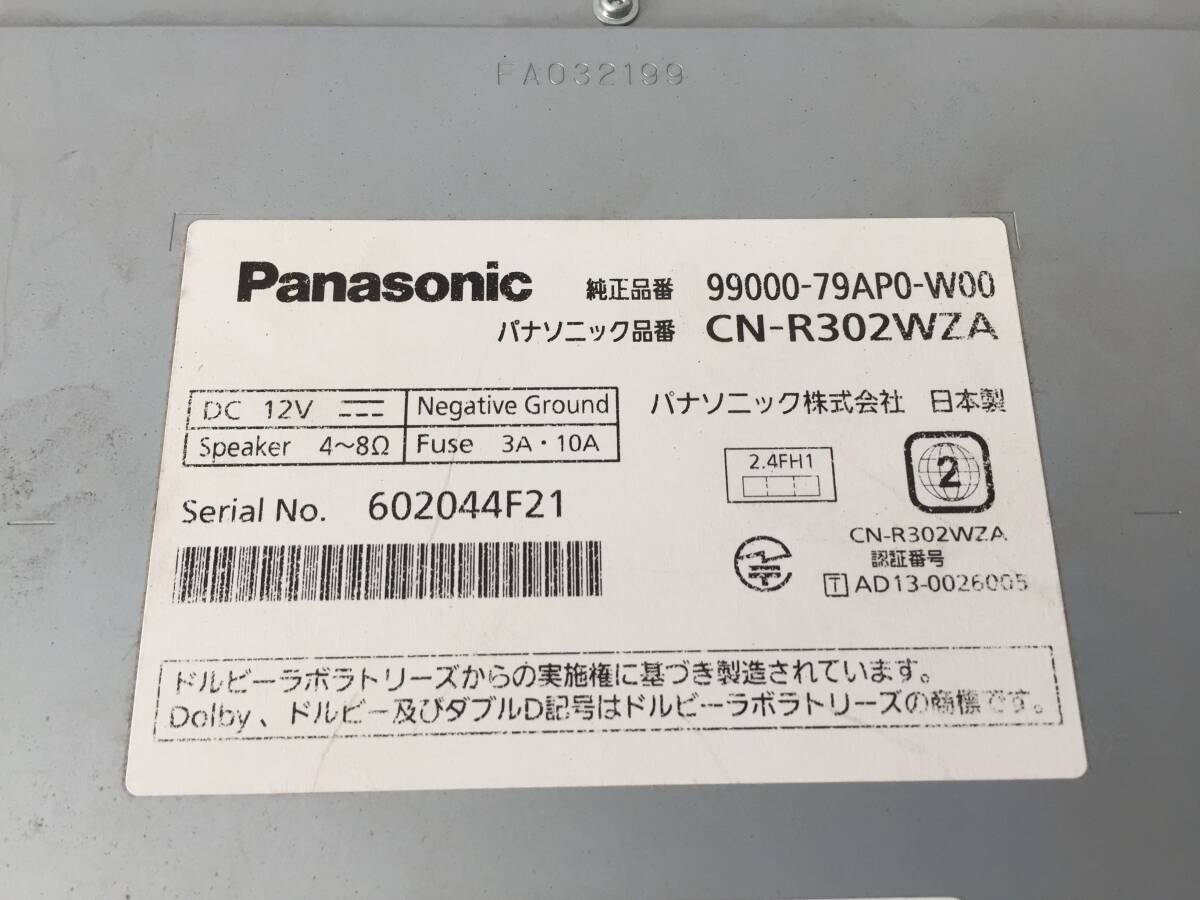 FA032199
Panasonic 純正品番 99000-79AP0-W00
パナソニック品番 CN-R302WZA
DC 12V Negative Ground
Speaker 4~8Ω Fuse 3A・10A
パナソニック株式会社 日本製
2.4FH1
2
Serial No. 602044F21
CN-R302WZA
認証番号
T AD13-0026005
ドルビーラボラトリーズからの実施権に基づき製造されています。
Dolby、ドルビー及びダブルD記号はドルビーラボラトリーズの商標です。